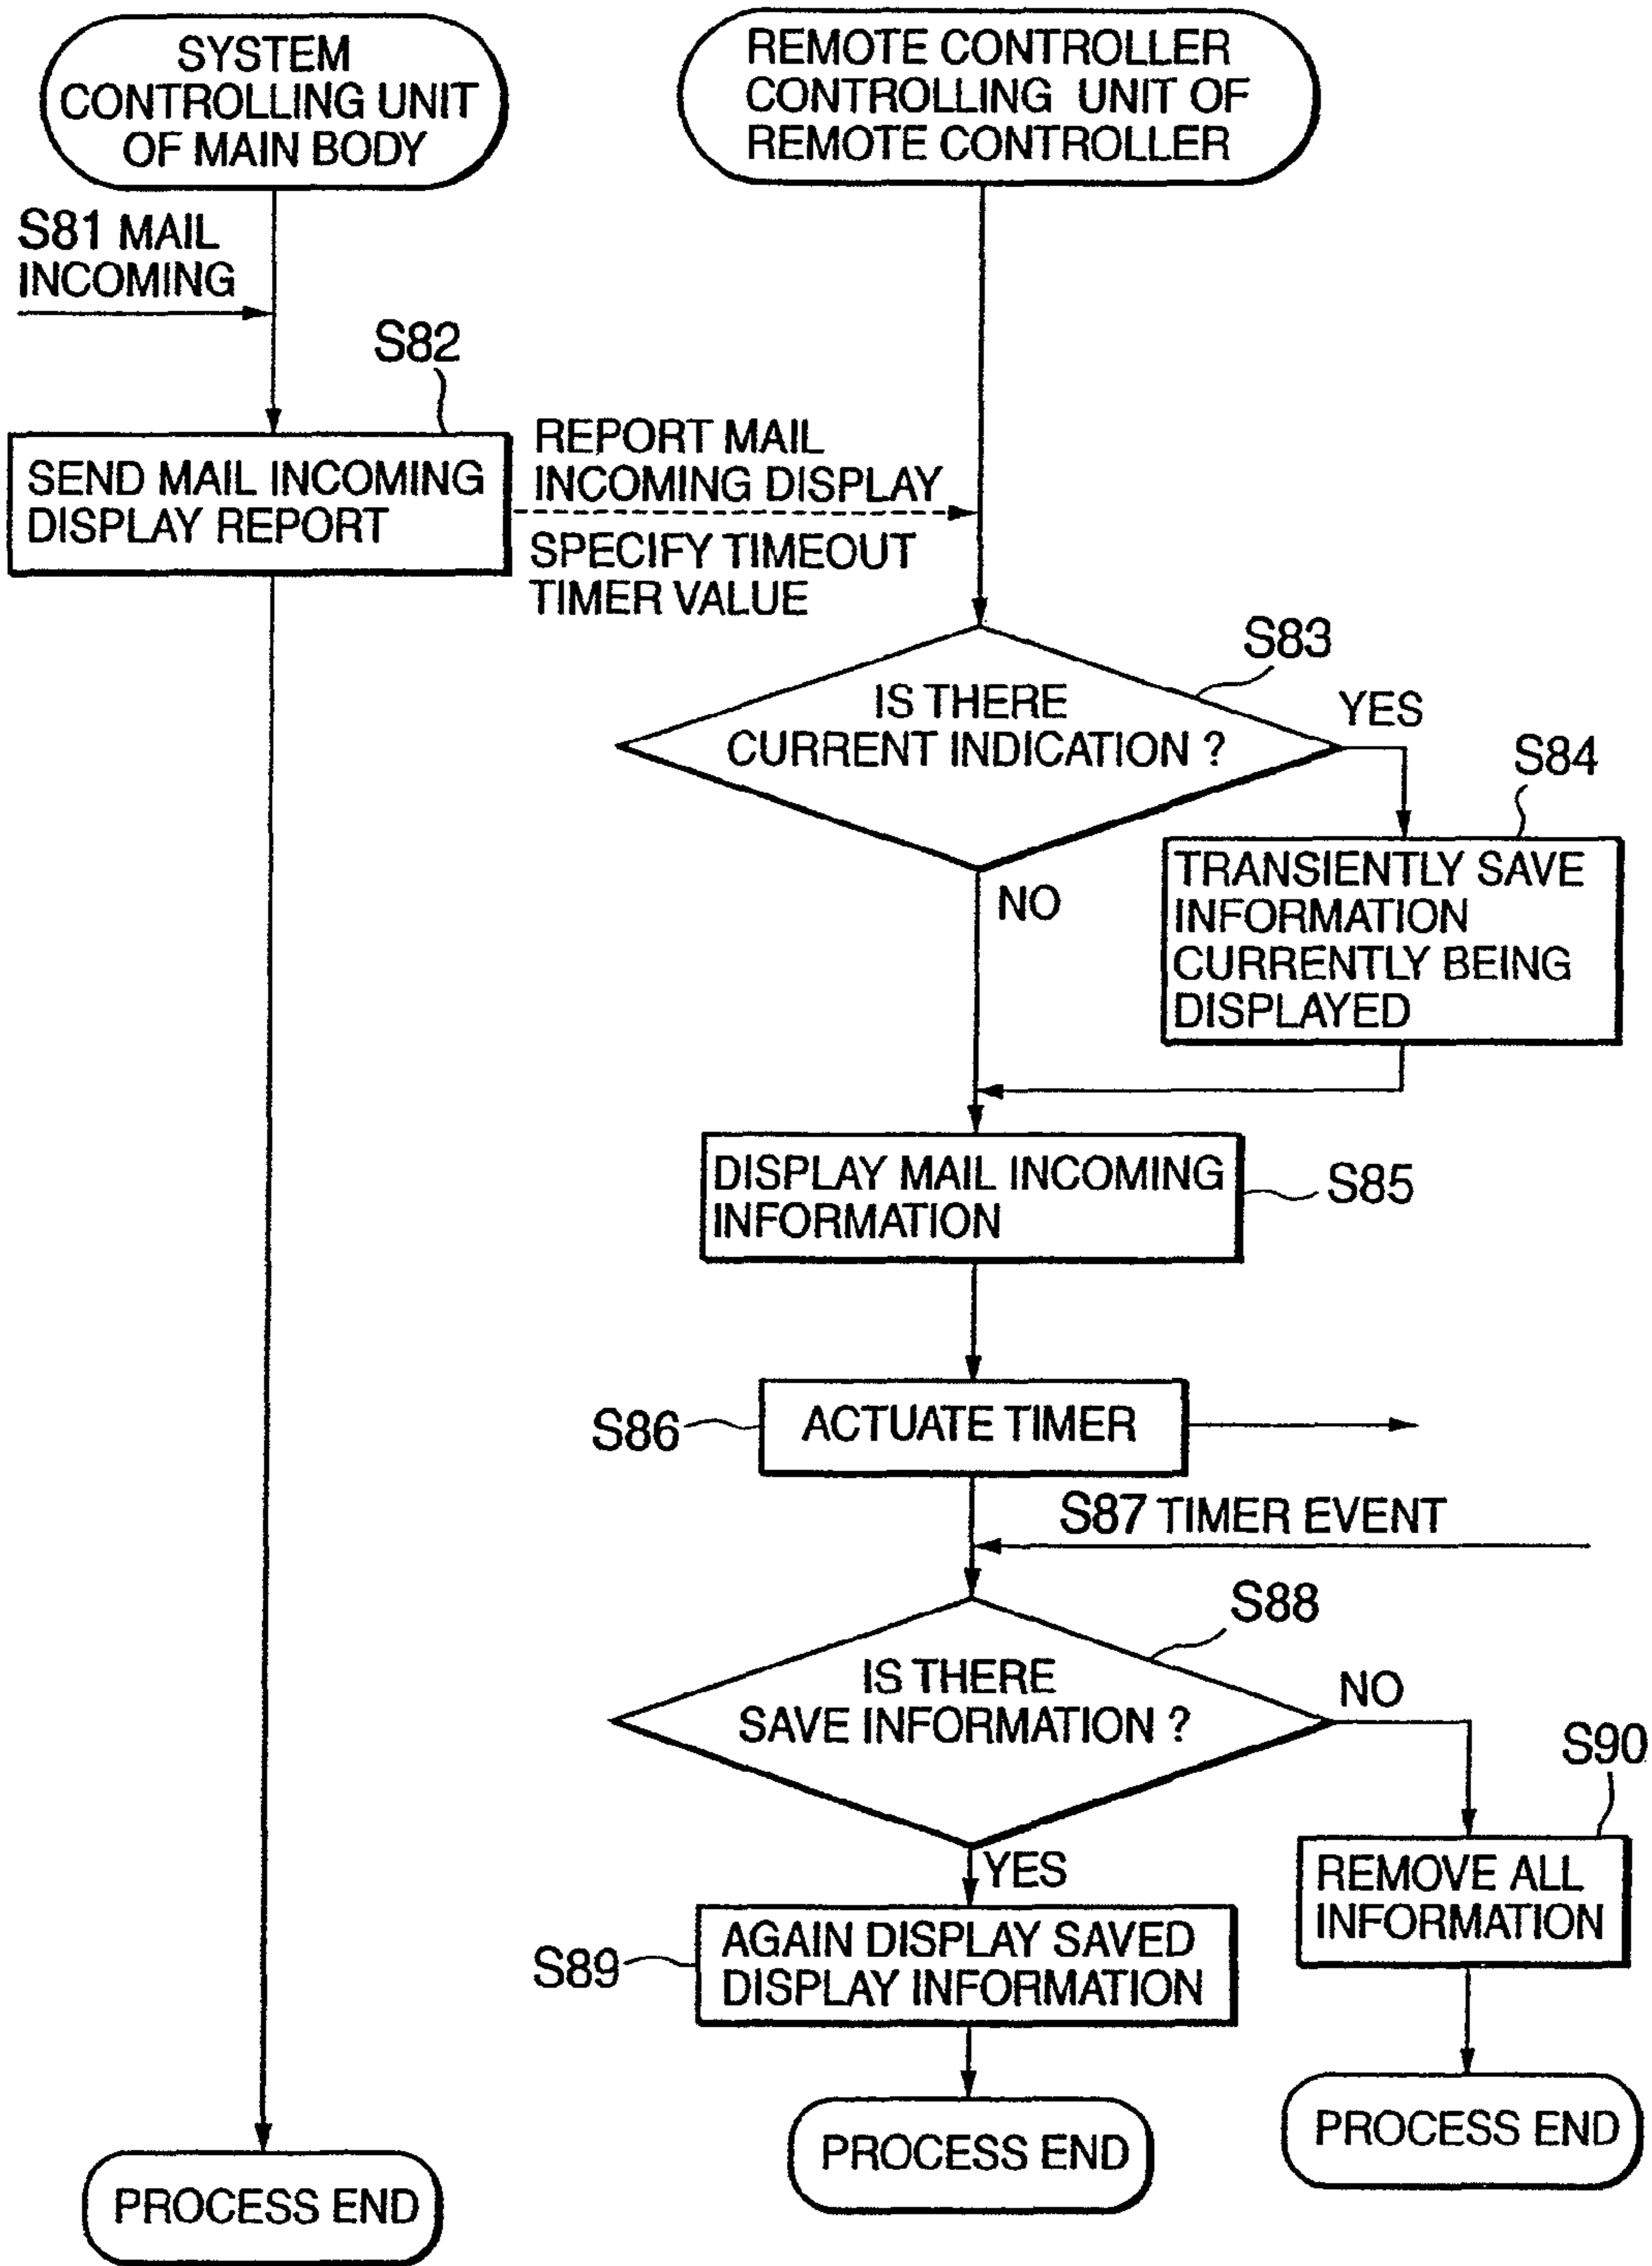 SYSTEM
CONTROLLING UNIT
OF MAIN BODY
REMOTE CONTROLLER
CONTROLLING UNIT OF
REMOTE CONTROLLER
S81 MAIL
INCOMING
S82
SEND MAIL INCOMING
DISPLAY REPORT
REPORT MAIL
INCOMING DISPLAY
SPECIFY TIMEOUT
TIMER VALUE
S83
IS THERE
CURRENT INDICATION ?
YES
NO
S84
TRANSIENTLY SAVE
INFORMATION
CURRENTLY BEING
DISPLAYED
DISPLAY MAIL INCOMING
INFORMATION
S85
S86
ACTUATE TIMER
S87 TIMER EVENT
S88
IS THERE
SAVE INFORMATION ?
NO
YES
S90
REMOVE ALL
INFORMATION
S89
AGAIN DISPLAY SAVED
DISPLAY INFORMATION
PROCESS END
PROCESS END
PROCESS END